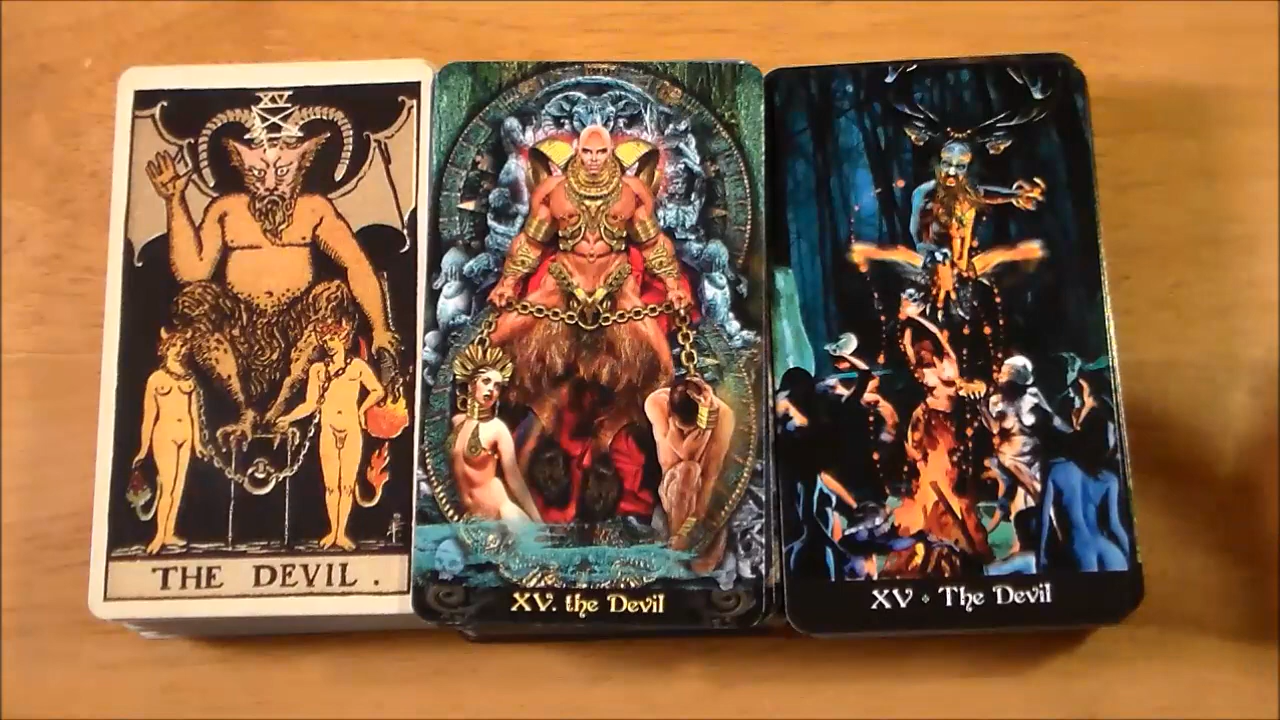 XV
THE DEVIL.
XV. the Devil
XV • The Devil